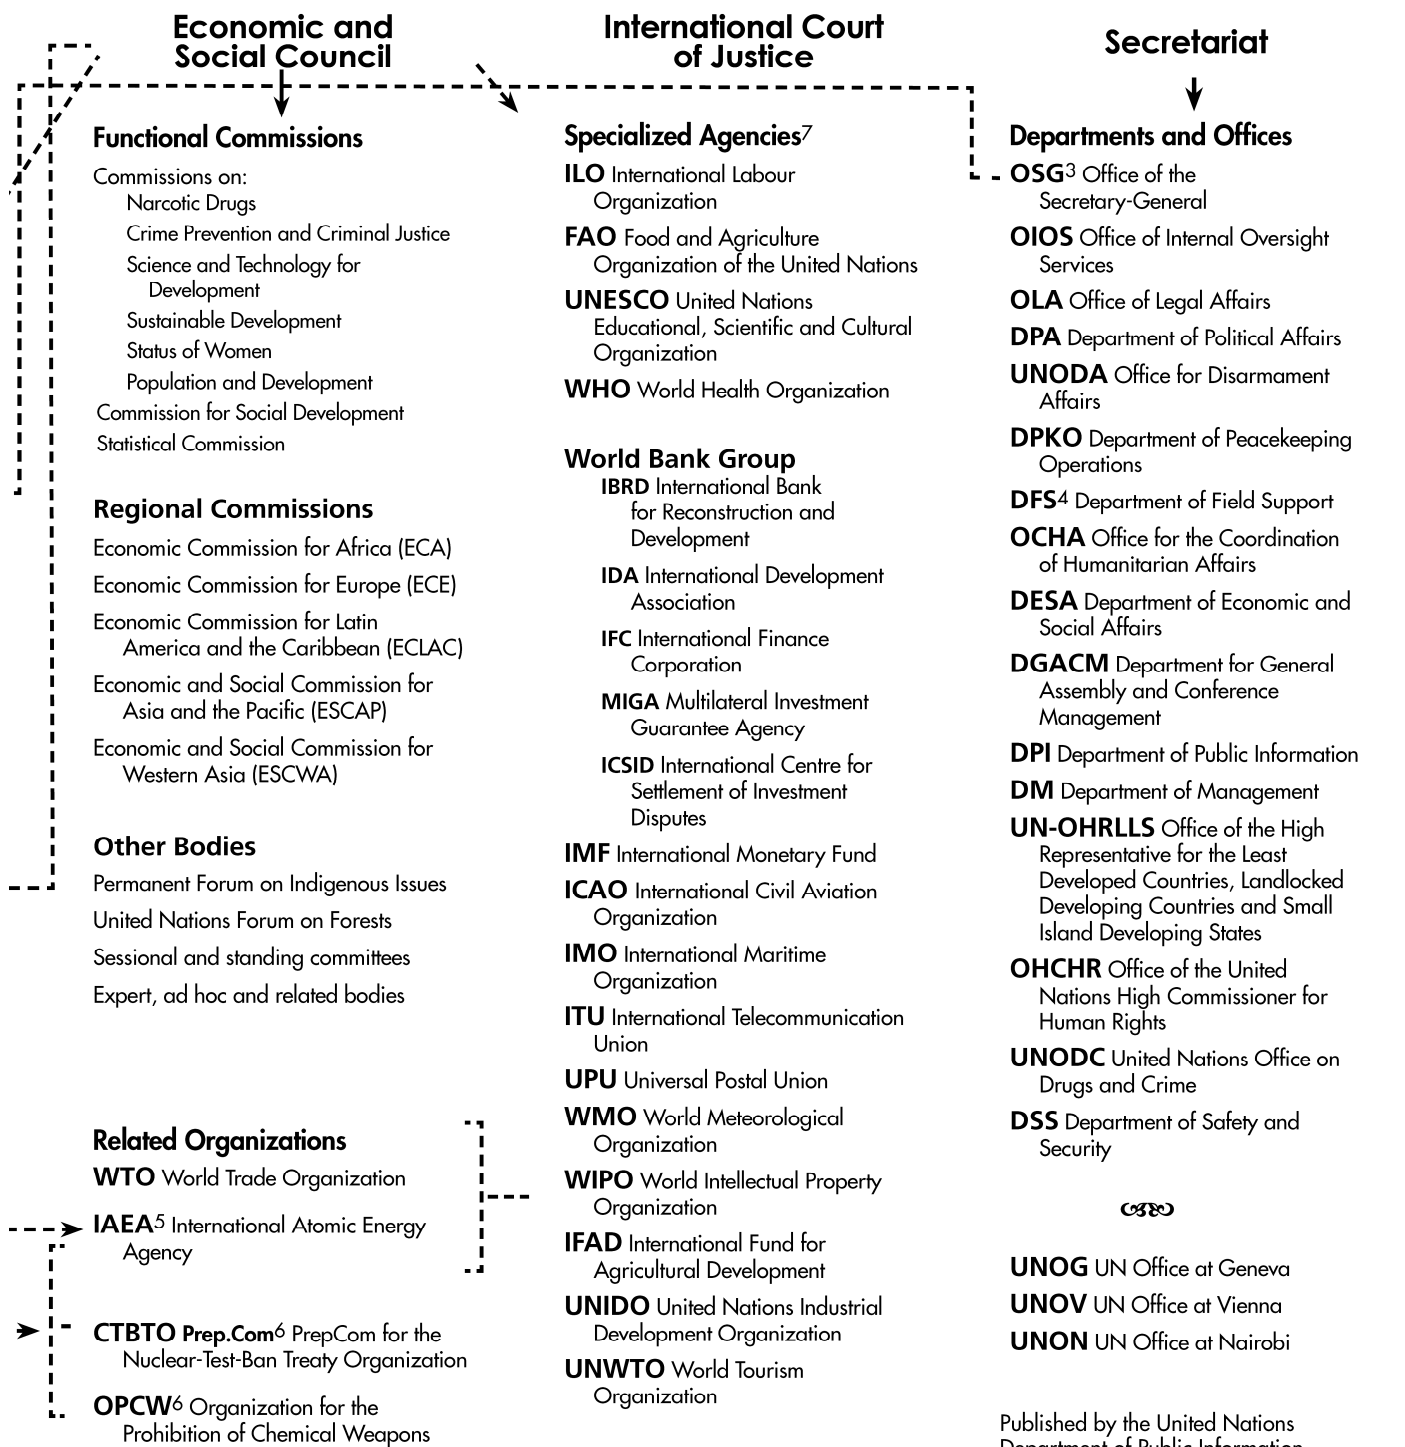 Economic and
Social Council
Functional Commissions
Commissions on:
Narcotic Drugs
Crime Prevention and Criminal Justice
Science and Technology for
Development
Sustainable Development
Status of Women
Population and Development
Commission for Social Development
Statistical Commission
Regional Commissions
Economic Commission for Africa (ECA)
Economic Commission for Europe (ECE)
Economic Commission for Latin
America and the Caribbean (ECLAC)
Economic and Social Commission for
Asia and the Pacific (ESCAP)
Economic and Social Commission for
Western Asia (ESCWA)
Other Bodies
Permanent Forum on Indigenous Issues
United Nations Forum on Forests
Sessional and standing committees
Expert, ad hoc and related bodies
Related Organizations
WTO World Trade Organization
IAEA5 International Atomic Energy
Agency
CTBTO Prep.Com6 PrepCom for the
Nuclear-Test-Ban Treaty Organization
OPCW6 Organization for the
Prohibition of Chemical Weapons
International Court
of Justice
Specialized Agencies7
ILO International Labour
Organization
FAO Food and Agriculture
Organization of the United Nations
UNESCO United Nations
Educational, Scientific and Cultural
Organization
WHO World Health Organization
World Bank Group
IBRD International Bank
for Reconstruction and
Development
IDA International Development
Association
IFC International Finance
Corporation
MIGA Multilateral Investment
Guarantee Agency
ICSID International Centre for
Settlement of Investment
Disputes
IMF International Monetary Fund
ICAO International Civil Aviation
Organization
IMO International Maritime
Organization
ITU International Telecommunication
Union
UPU Universal Postal Union
WMO World Meteorological
Organization
WIPO World Intellectual Property
Organization
IFAD International Fund for
Agricultural Development
UNIDO United Nations Industrial
Development Organization
UNWTO World Tourism
Organization
Secretariat
Departments and Offices
OSG3 Office of the
Secretary-General
OIOS Office of Internal Oversight
Services
OLA Office of Legal Affairs
DPA Department of Political Affairs
UNODA Office for Disarmament
Affairs
DPKO Department of Peacekeeping
Operations
DFS4 Department of Field Support
OCHA Office for the Coordination
of Humanitarian Affairs
DESA Department of Economic and
Social Affairs
DGACM Department for General
Assembly and Conference
Management
DPI Department of Public Information
DM Department of Management
UN-OHRLLS Office of the High
Representative for the Least
Developed Countries, Landlocked
Developing Countries and Small
Island Developing States
OHCHR Office of the United
Nations High Commissioner for
Human Rights
UNODC United Nations Office on
Drugs and Crime
DSS Department of Safety and
Security
UNOG UN Office at Geneva
UNOV UN Office at Vienna
UNON UN Office at Nairobi
Published by the United Nations
Department of Public Information